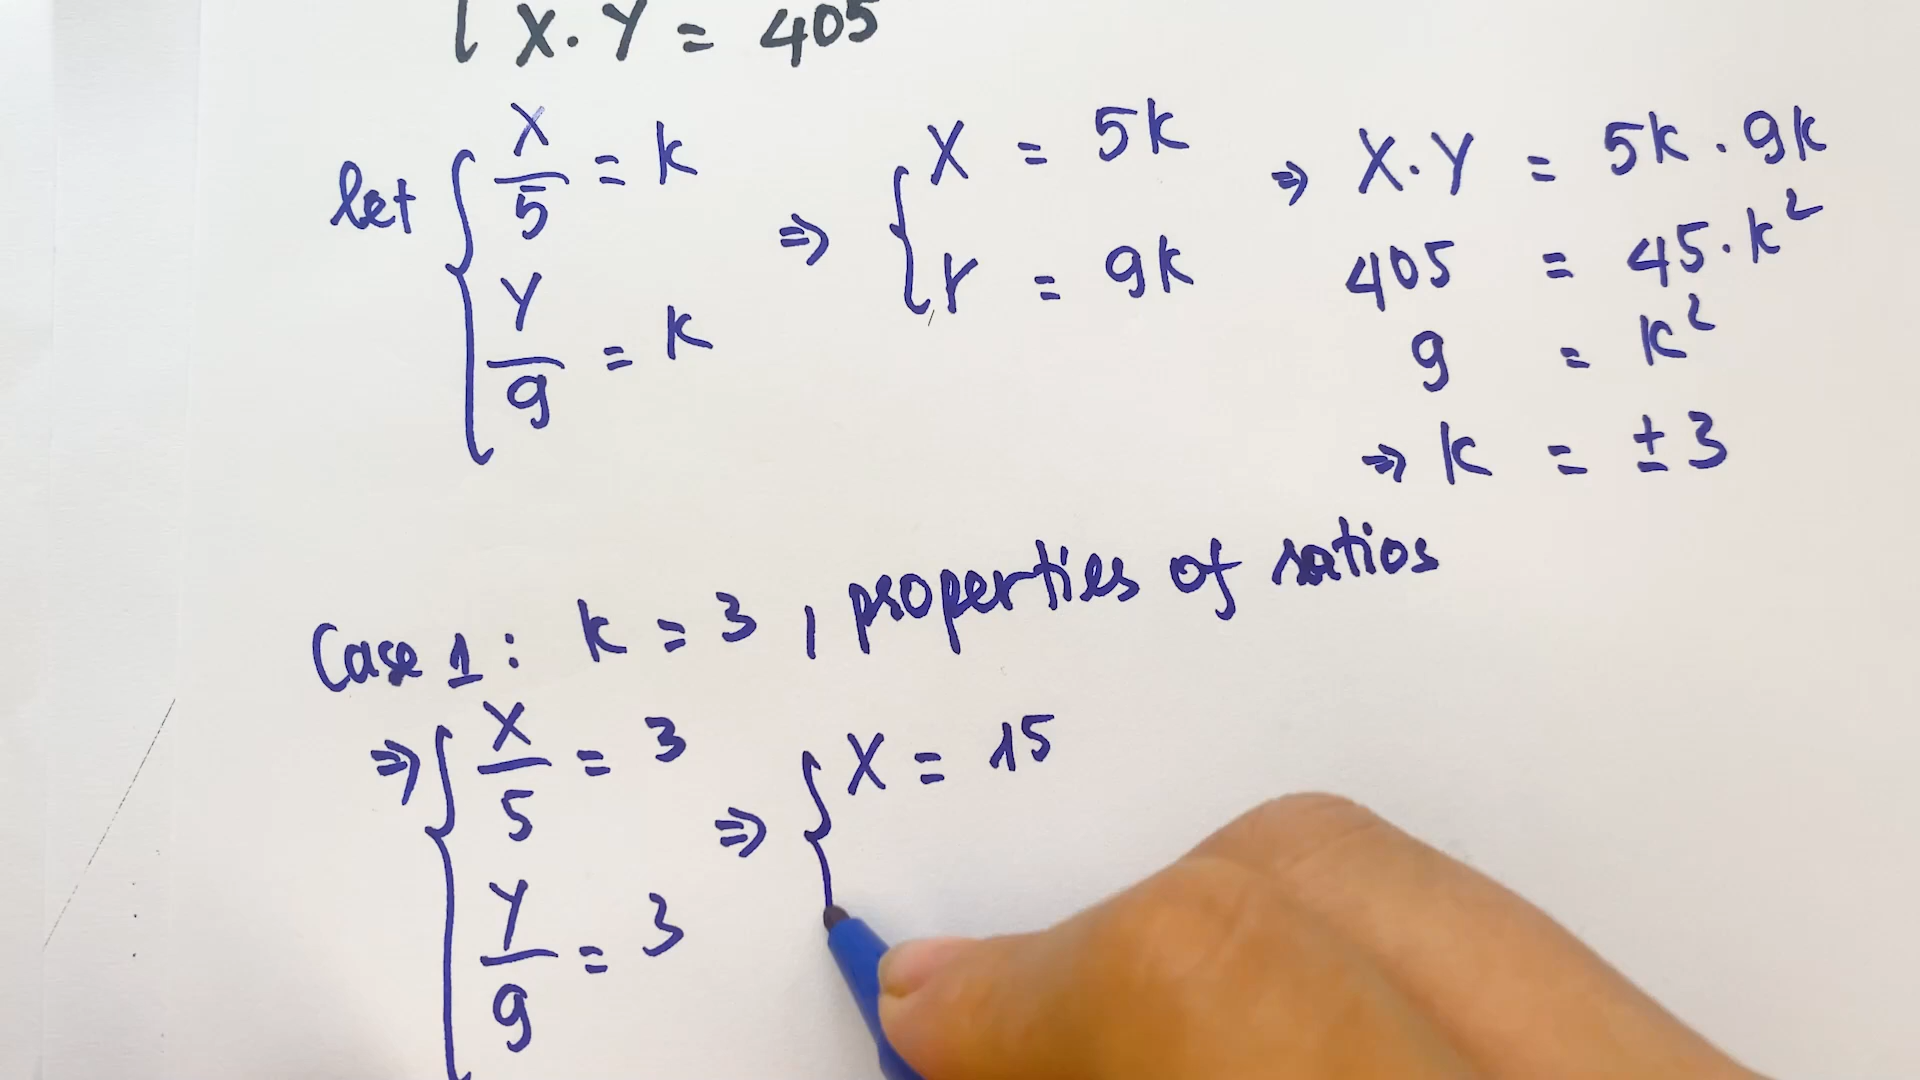 X . Y = 405
let { X/5 = k ⇒ { X = 5k ⇒ X . Y = 5k . 9k
Y/9 = k Y = 9k 405 = 45 . k²
9 = k²
⇒ k = ±3
Case 1 : k = 3 , properties of ratios
⇒ { X/5 = 3 ⇒ { X = 15
Y/9 = 3